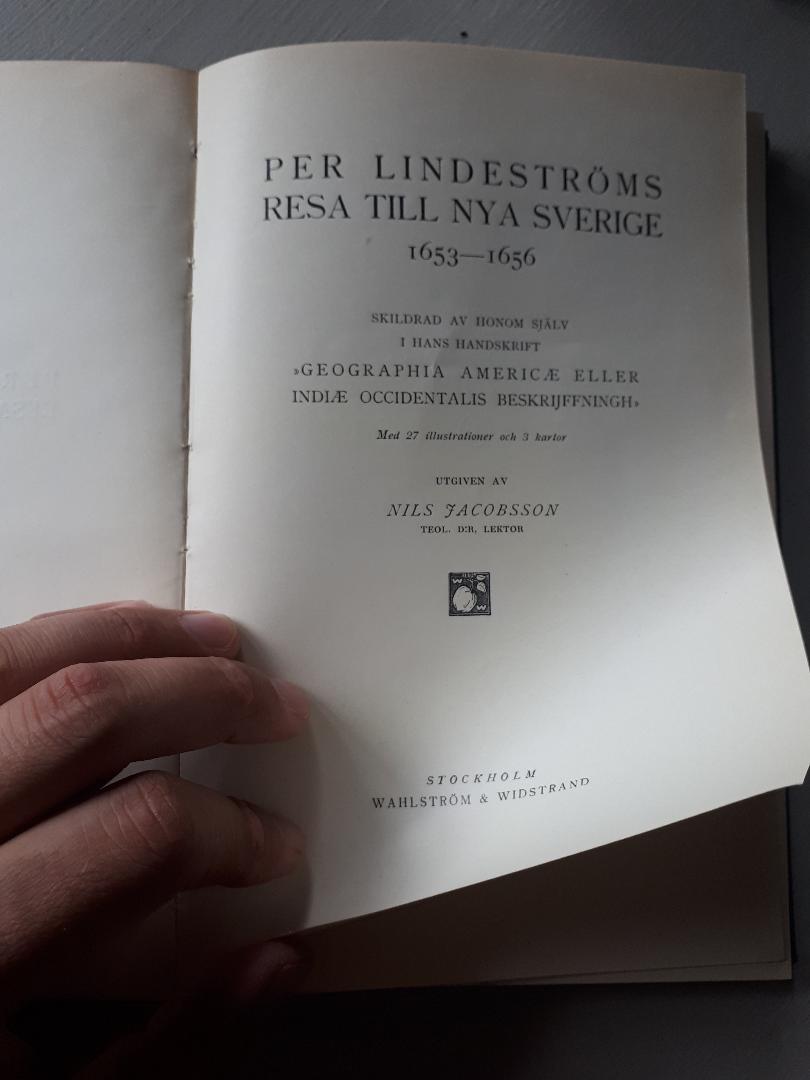 PER LINDESTRÖMS
RESA TILL NYA SVERIGE
1653—1656
SKILDRAD AV HONOM SJÄLV
I HANS HANDSKRIFT
»GEOGRAPHIA AMERICÆ ELLER
INDIÆ OCCIDENTALIS BESKRIJFFNINGH»
Med 27 illustrationer och 3 kartor
UTGIVEN AV
NILS JACOBSSON
TEOL. D:R, LEKTOR
W W
STOCKHOLM
WAHLSTRÖM & WIDSTRAND